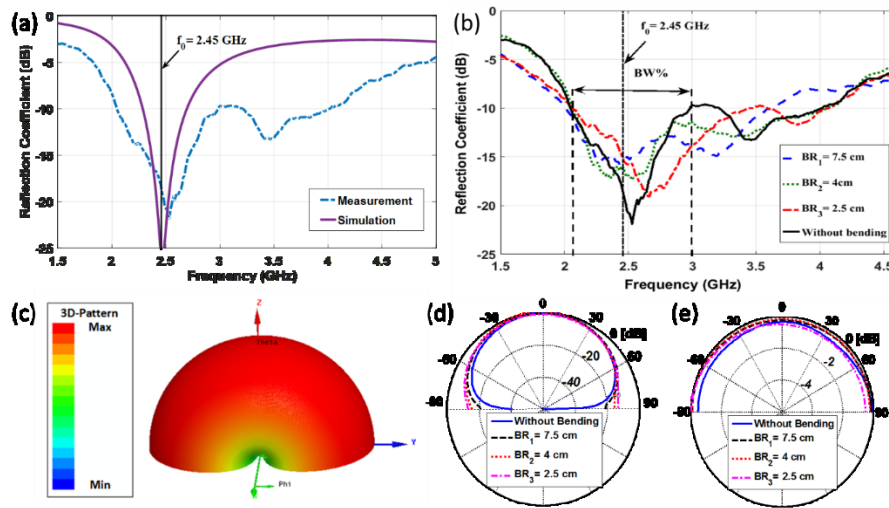 (a)
f₀ = 2.45 GHz
Reflection Coefficient [dB]
0
-5
-10
-15
-20
-25
Measurement
Simulation
1.5 2 2.5 3 3.5 4 4.5 5
Frequency (GHz)
(b)
f₀ = 2.45 GHz
BW%
Reflection Coefficient (dB)
0
-5
-10
-15
-20
-25
BR₁= 7.5 cm
BR₂= 4cm
BR₃= 2.5 cm
Without bending
1.5 2 2.5 3 3.5 4 4.5
Frequency (GHz)
(c)
3D-Pattern
Max
Min
Z
Theta
Y
Phi
(d)
0
-30 30
-60 60
-90 90
0 [dB]
-20
-40
Without Bending
BR₁= 7.5 cm
BR₂= 4 cm
BR₃= 2.5 cm
(e)
0
-30 30
-60 60
-90 90
0 [dB]
-2
-4
Without Bending
BR₁= 7.5 cm
BR₂= 4 cm
BR₃= 2.5 cm